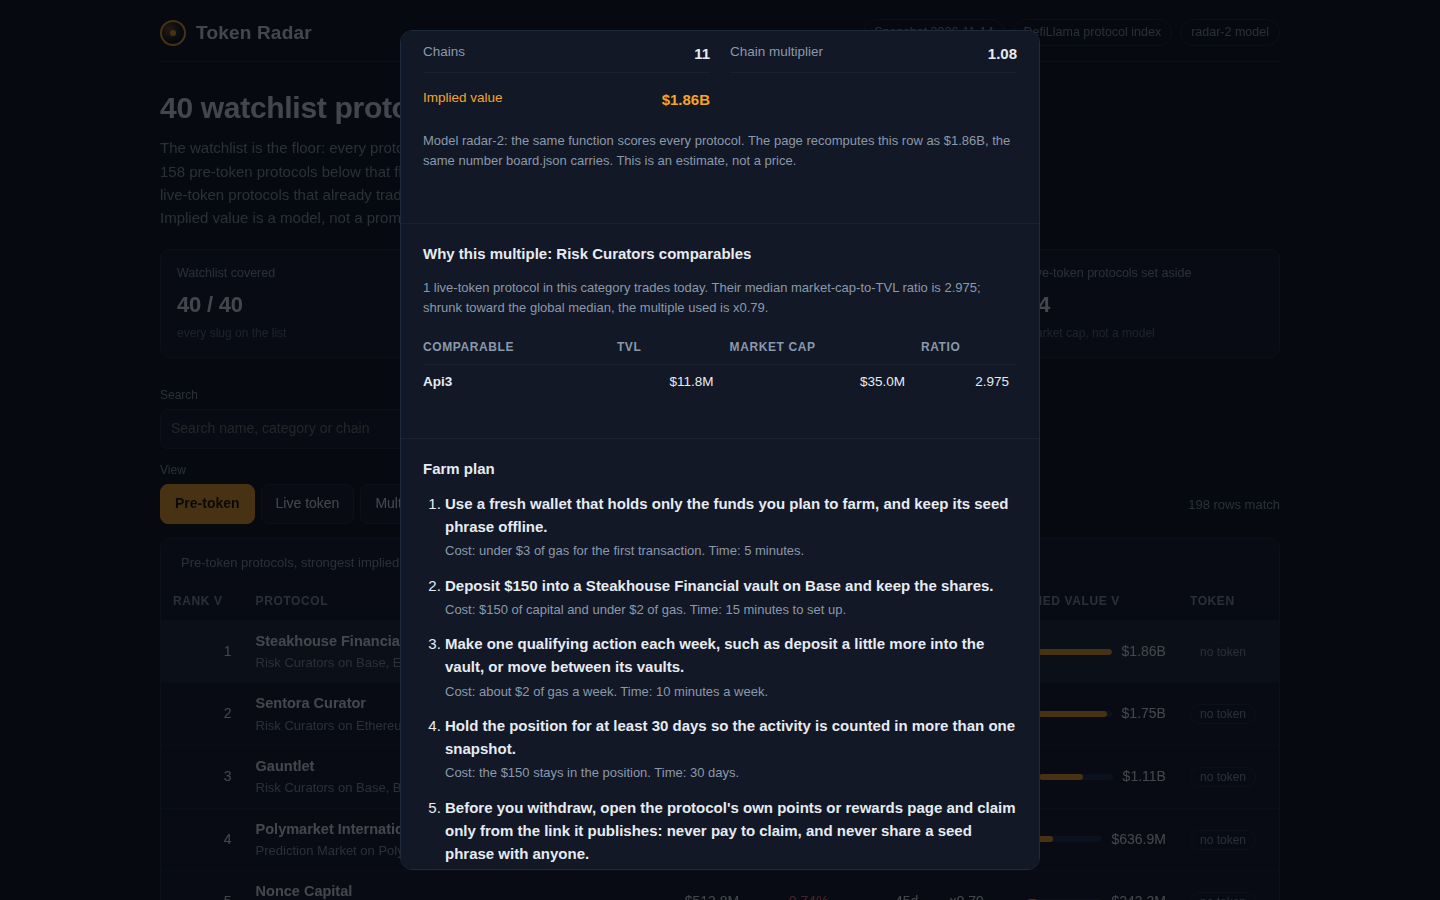 Token Radar
DefiLlama protocol index
radar-2 model
40 watchlist proto
The watchlist is the floor: every proto
158 pre-token protocols below that f
live-token protocols that already trad
Implied value is a model, not a prom
Watchlist covered
40 / 40
every slug on the list
ve-token protocols set aside
4
arket cap, not a model
Search
Search name, category or chain
View
Pre-token
Live token
Mult
198 rows match
Pre-token protocols, strongest implied
RANK V
PROTOCOL
IED VALUE V
TOKEN
1
Steakhouse Financia
Risk Curators on Base, E
$1.86B
no token
2
Sentora Curator
Risk Curators on Ethereu
$1.75B
no token
3
Gauntlet
Risk Curators on Base, B
$1.11B
no token
4
Polymarket Internatio
Prediction Market on Poly
$636.9M
no token
Nonce Capital
Chains
11
Chain multiplier
1.08
Implied value
$1.86B
Model radar-2: the same function scores every protocol. The page recomputes this row as $1.86B, the
same number board.json carries. This is an estimate, not a price.
Why this multiple: Risk Curators comparables
1 live-token protocol in this category trades today. Their median market-cap-to-TVL ratio is 2.975;
shrunk toward the global median, the multiple used is x0.79.
COMPARABLE
TVL
MARKET CAP
RATIO
Api3
$11.8M
$35.0M
2.975
Farm plan
1. Use a fresh wallet that holds only the funds you plan to farm, and keep its seed
phrase offline.
Cost: under $3 of gas for the first transaction. Time: 5 minutes.
2. Deposit $150 into a Steakhouse Financial vault on Base and keep the shares.
Cost: $150 of capital and under $2 of gas. Time: 15 minutes to set up.
3. Make one qualifying action each week, such as deposit a little more into the
vault, or move between its vaults.
Cost: about $2 of gas a week. Time: 10 minutes a week.
4. Hold the position for at least 30 days so the activity is counted in more than one
snapshot.
Cost: the $150 stays in the position. Time: 30 days.
5. Before you withdraw, open the protocol's own points or rewards page and claim
only from the link it publishes: never pay to claim, and never share a seed
phrase with anyone.